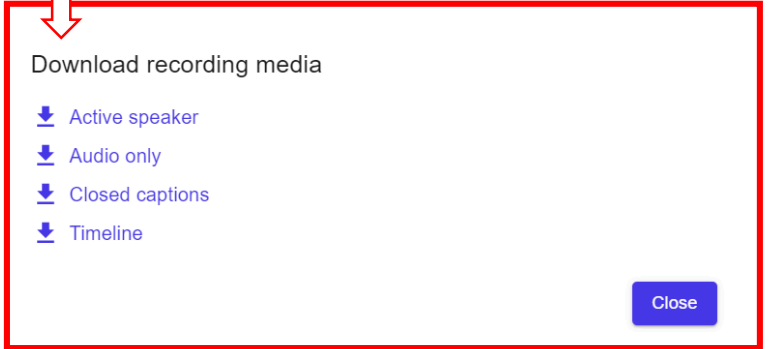 Download recording media
Active speaker
Audio only
Closed captions
Timeline
Close